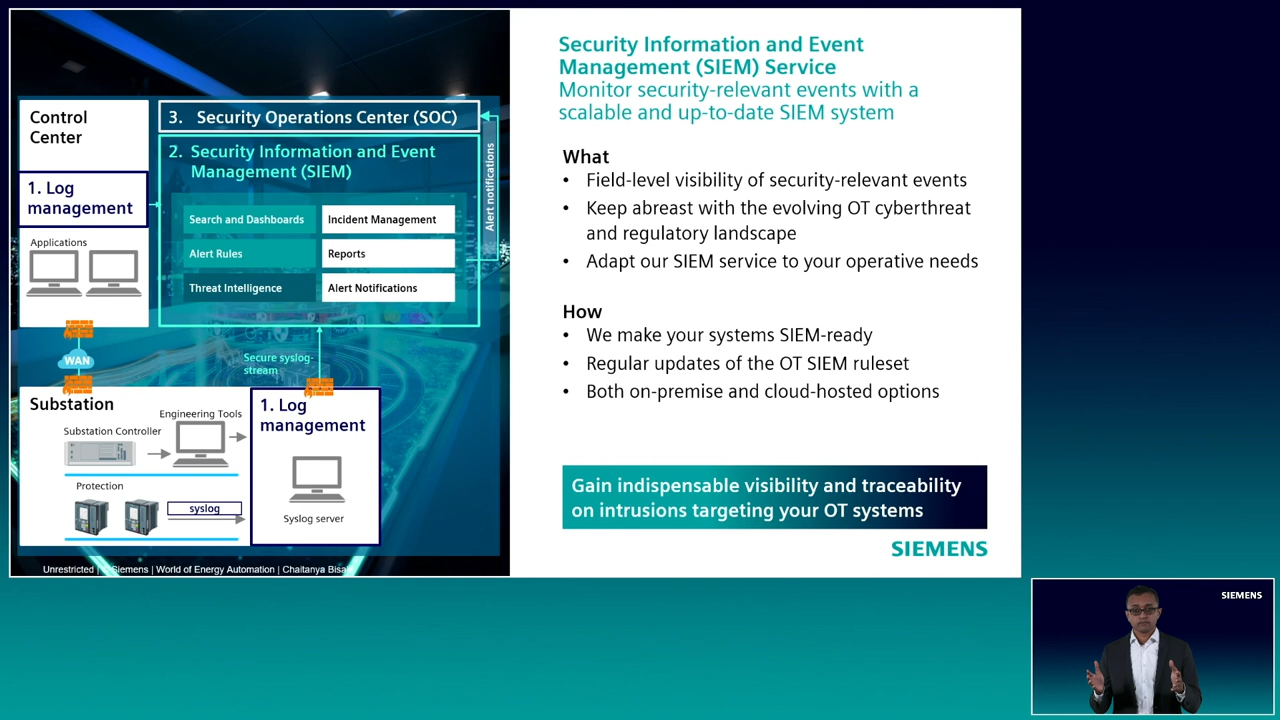 Control
Center
1. Log
management
Applications
WAN
3. Security Operations Center (SOC)
2. Security Information and Event
Management (SIEM)
Search and Dashboards
Incident Management
Alert Rules
Reports
Threat Intelligence
Alert Notifications
Alert notifications
Secure syslog-
stream
Substation
Engineering Tools
Substation Controller
Protection
syslog
1. Log
management
Syslog server
Unrestricted | © Siemens | World of Energy Automation | Chaitanya Bisale
Security Information and Event
Management (SIEM) Service
Monitor security-relevant events with a
scalable and up-to-date SIEM system
What
• Field-level visibility of security-relevant events
• Keep abreast with the evolving OT cyberthreat
and regulatory landscape
• Adapt our SIEM service to your operative needs
How
• We make your systems SIEM-ready
• Regular updates of the OT SIEM ruleset
• Both on-premise and cloud-hosted options
Gain indispensable visibility and traceability
on intrusions targeting your OT systems
SIEMENS
SIEMENS